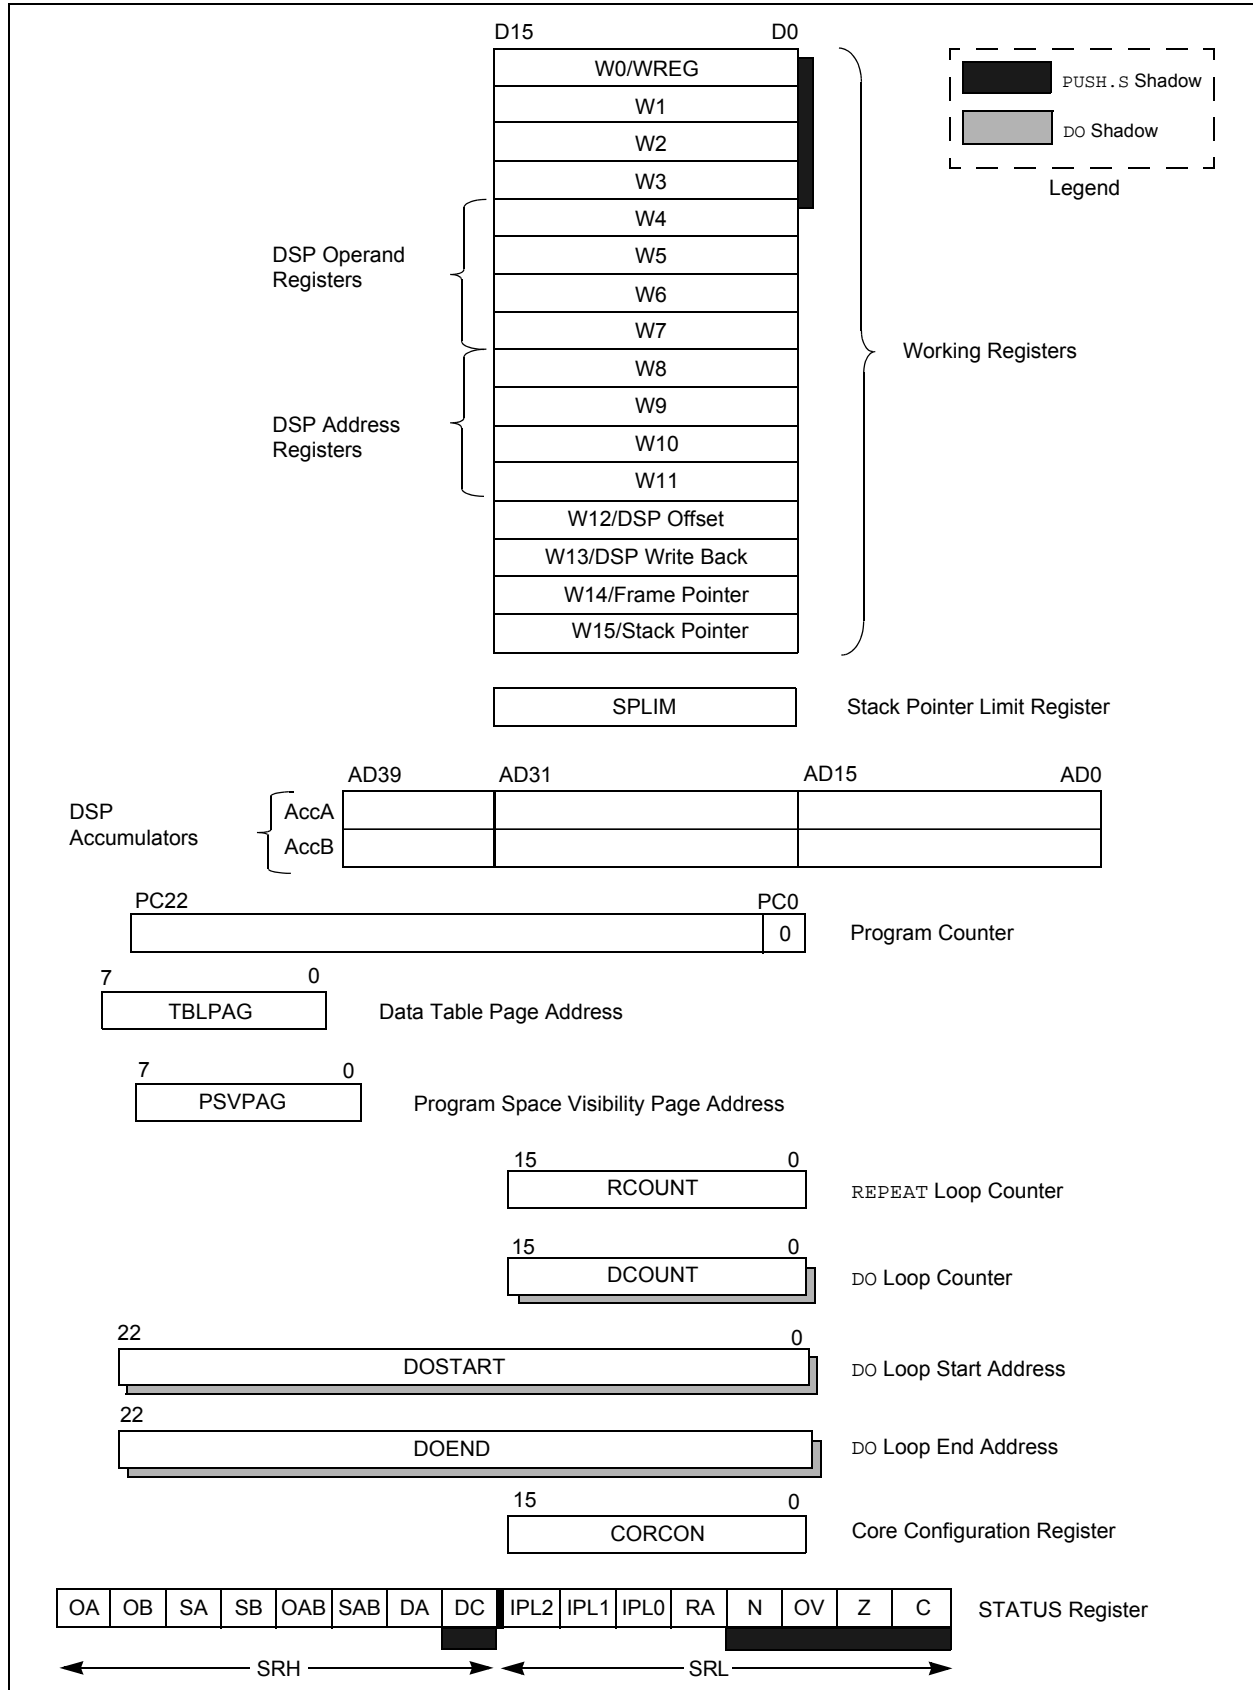 D15 D0
W0/WREG
PUSH.S Shadow
W1
DO Shadow
W2
W3
Legend
W4
DSP Operand
Registers
W5
W6
W7
Working Registers
W8
W9
DSP Address
Registers
W10
W11
W12/DSP Offset
W13/DSP Write Back
W14/Frame Pointer
W15/Stack Pointer
SPLIM Stack Pointer Limit Register
AD39 AD31 AD15 AD0
DSP
Accumulators
AccA
AccB
PC22 PC0
0 Program Counter
7 0
TBLPAG Data Table Page Address
7 0
PSVPAG Program Space Visibility Page Address
15 0
RCOUNT REPEAT Loop Counter
15 0
DCOUNT DO Loop Counter
22 0
DOSTART DO Loop Start Address
22
DOEND DO Loop End Address
15 0
CORCON Core Configuration Register
OA OB SA SB OAB SAB DA DC IPL2 IPL1 IPL0 RA N OV Z C STATUS Register
SRH SRL